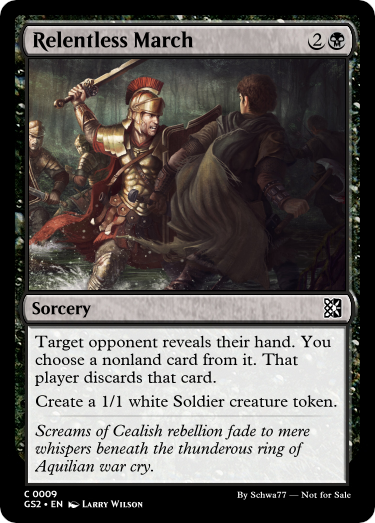 Relentless March 2
Sorcery
Target opponent reveals their hand. You
choose a nonland card from it. That
player discards that card.
Create a 1/1 white Soldier creature token.
Screams of Cealish rebellion fade to mere
whispers beneath the thunderous ring of
Aquilian war cry.
C 0009
GS2 • EN Larry Wilson
By Schwa77 — Not for Sale